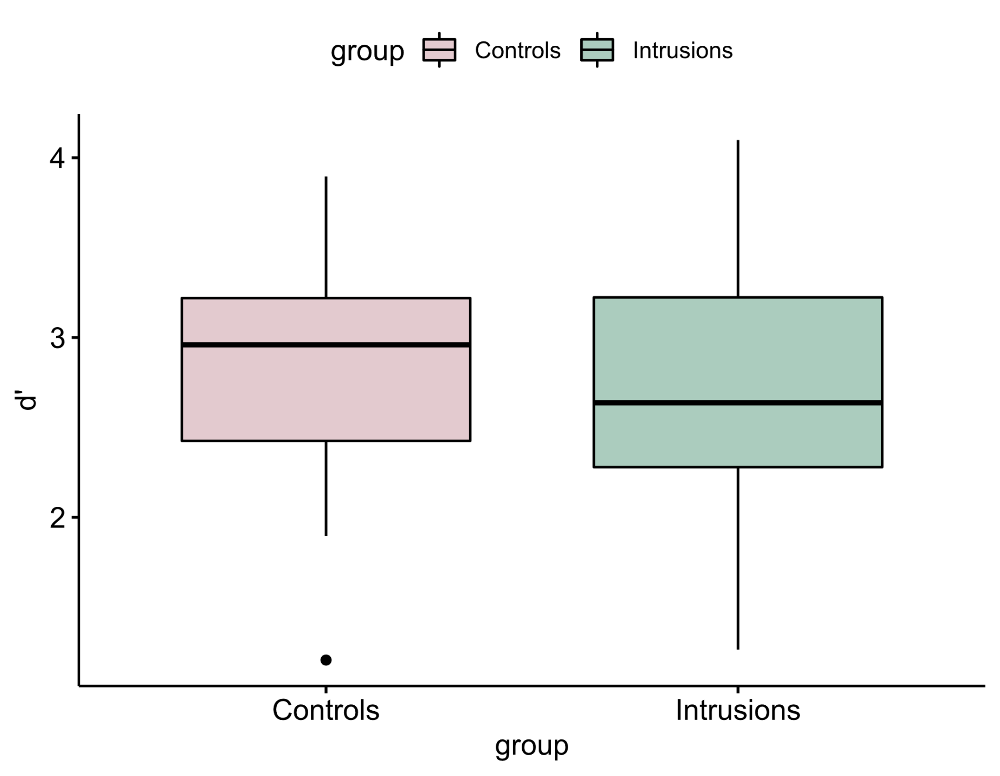 group Controls Intrusions
4
3
2
d'
Controls Intrusions
group